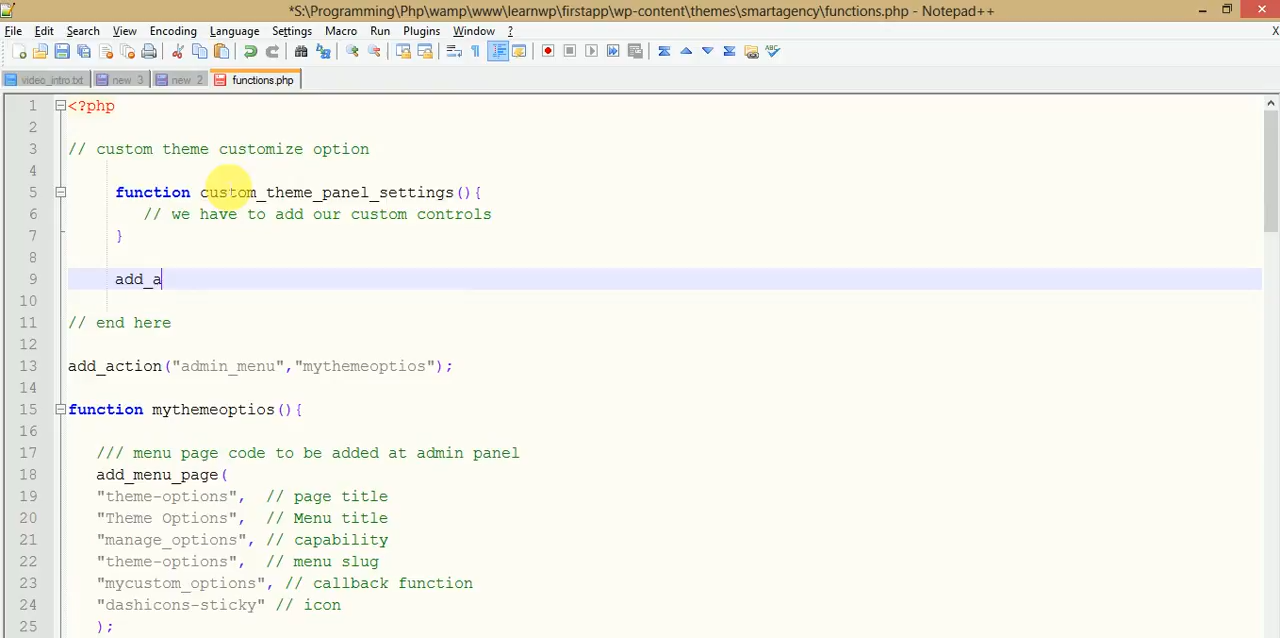 *S:\Programming\Php\wamp\www\learnwp\firstapp\wp-content\themes\smartagency\functions.php - Notepad++
File Edit Search View Encoding Language Settings Macro Run Plugins Window ? X
video_intro.txt new 3 new 2 functions.php
1 <?php
2
3 // custom theme customize option
4
5 function custom_theme_panel_settings(){
6 // we have to add our custom controls
7 }
8
9 add_a
10
11 // end here
12
13 add_action("admin_menu","mythemeoptios");
14
15 function mythemeoptios(){
16
17 /// menu page code to be added at admin panel
18 add_menu_page(
19 "theme-options", // page title
20 "Theme Options", // Menu title
21 "manage_options", // capability
22 "theme-options", // menu slug
23 "mycustom_options", // callback function
24 "dashicons-sticky" // icon
25 );